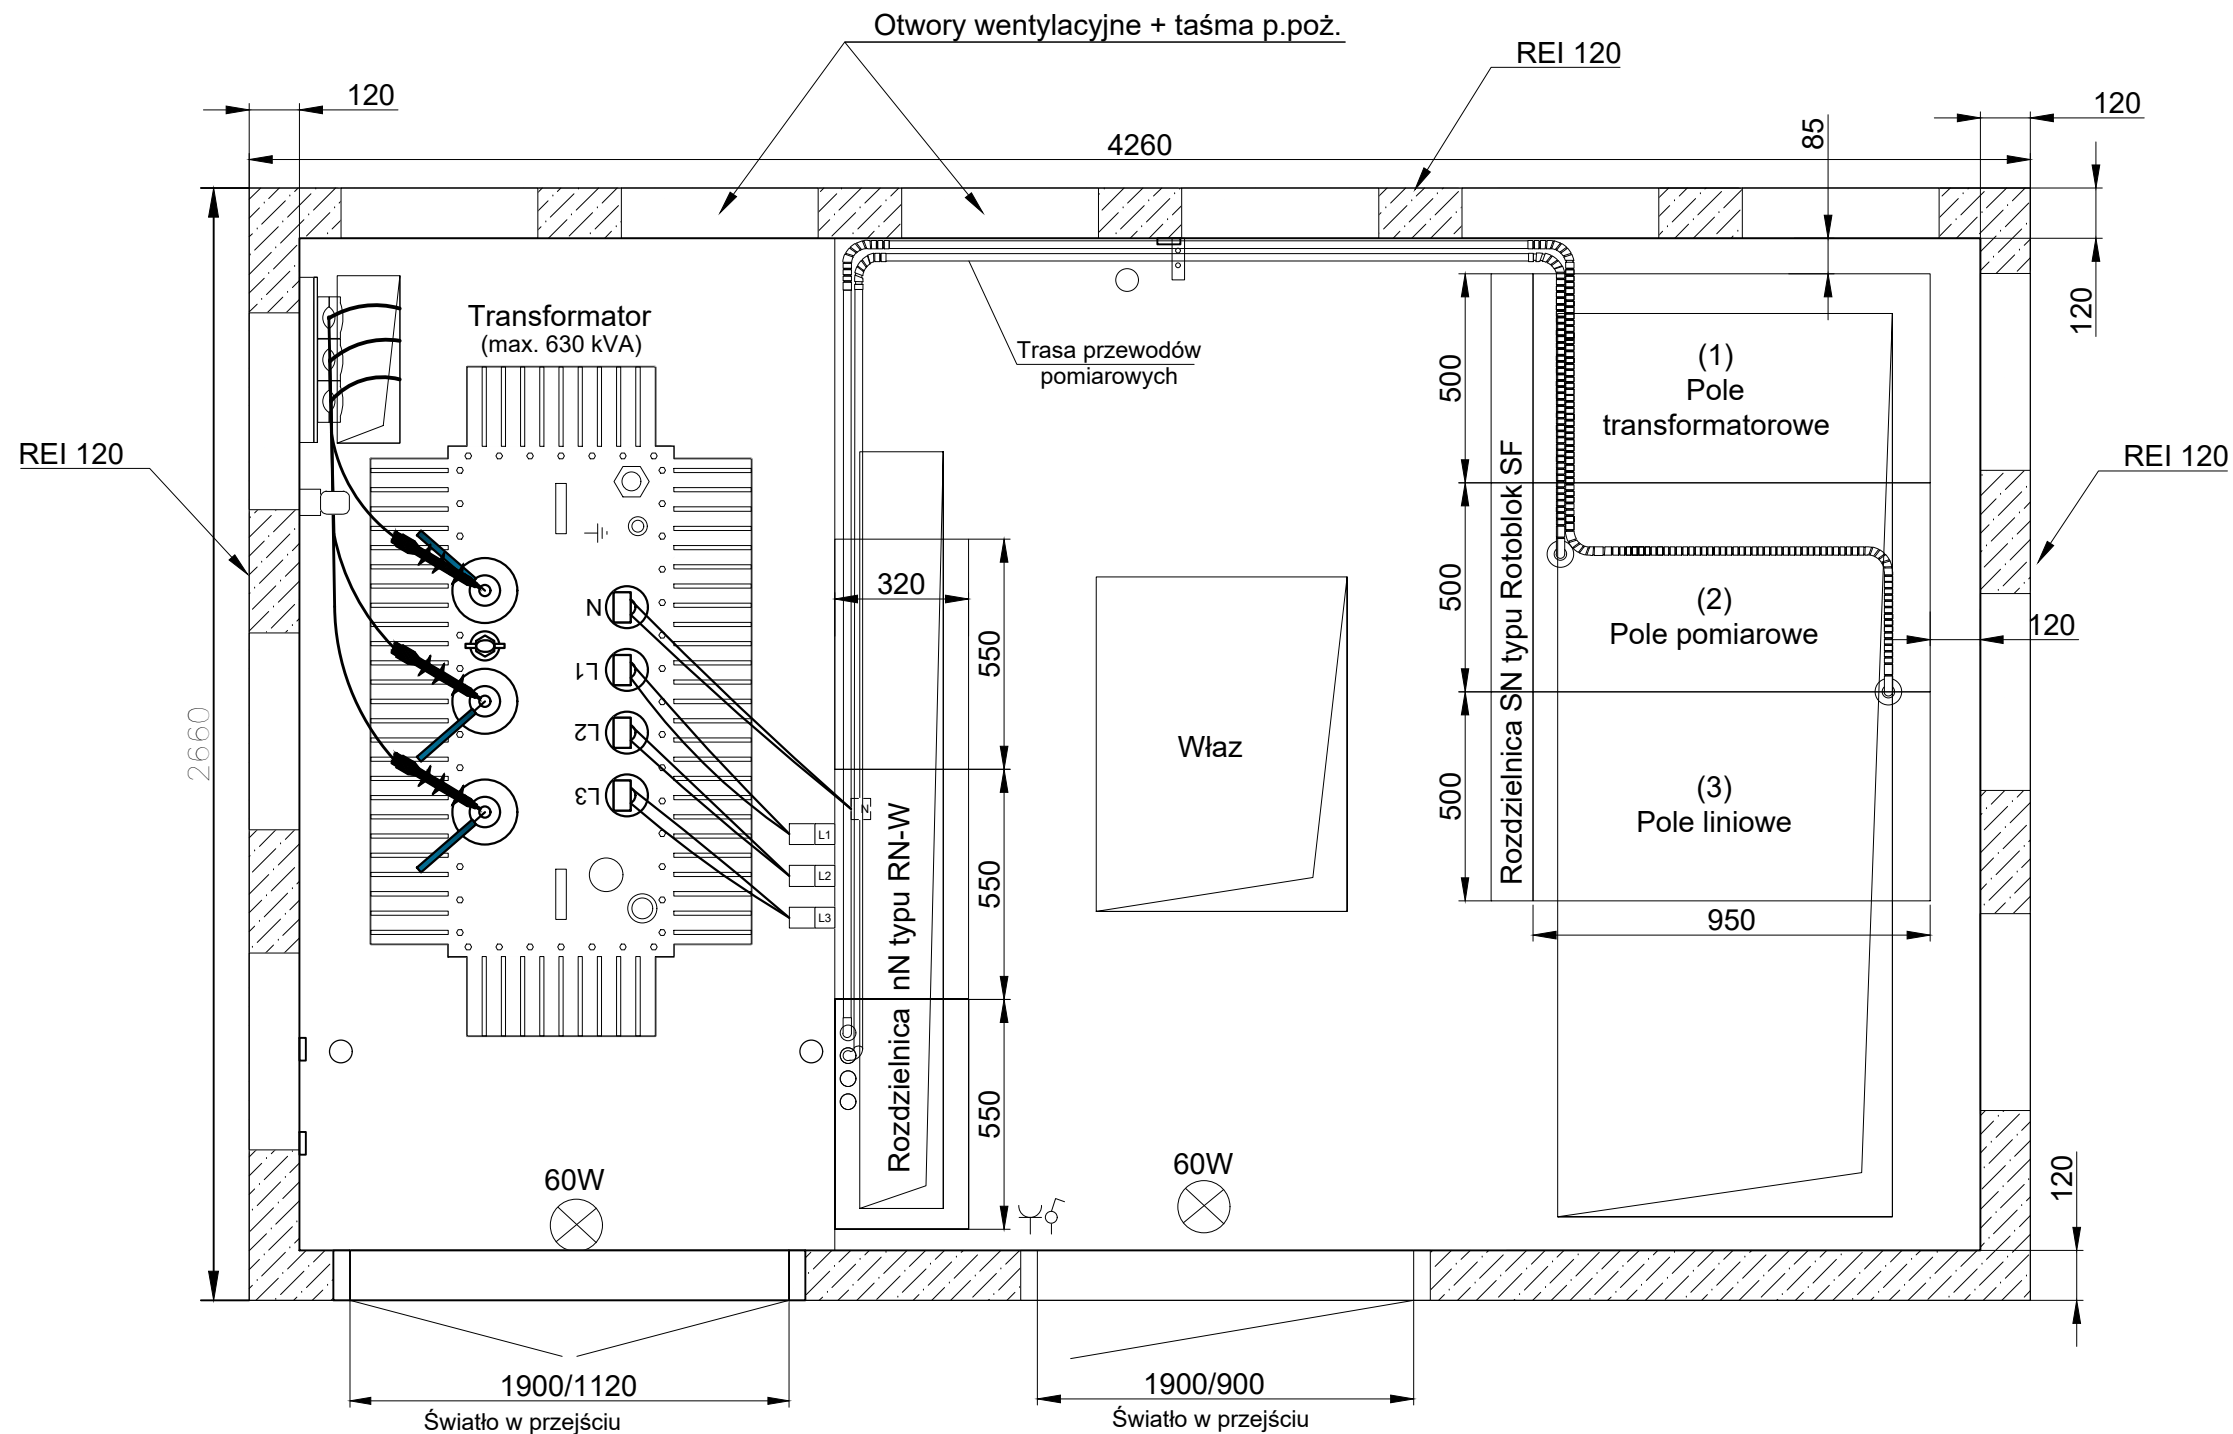 Otwory wentylacyjne + taśma p.poż.
REI 120
120
120
4260
85
120
Transformator
(max. 630 kVA)
Trasa przewodów
pomiarowych
500
(1)
Pole
transformatorowe
REI 120
REI 120
Rozdzielnica SN typu Rotoblok SF
320
N
550
500
(2)
Pole pomiarowe
120
L1
2660
L2
Właz
L3
500
(3)
Pole liniowe
N
L1
L2
L3
550
Rozdzielnica nN typu RN-W
950
550
60W
60W
120
1900/1120
Światło w przejściu
1900/900
Światło w przejściu